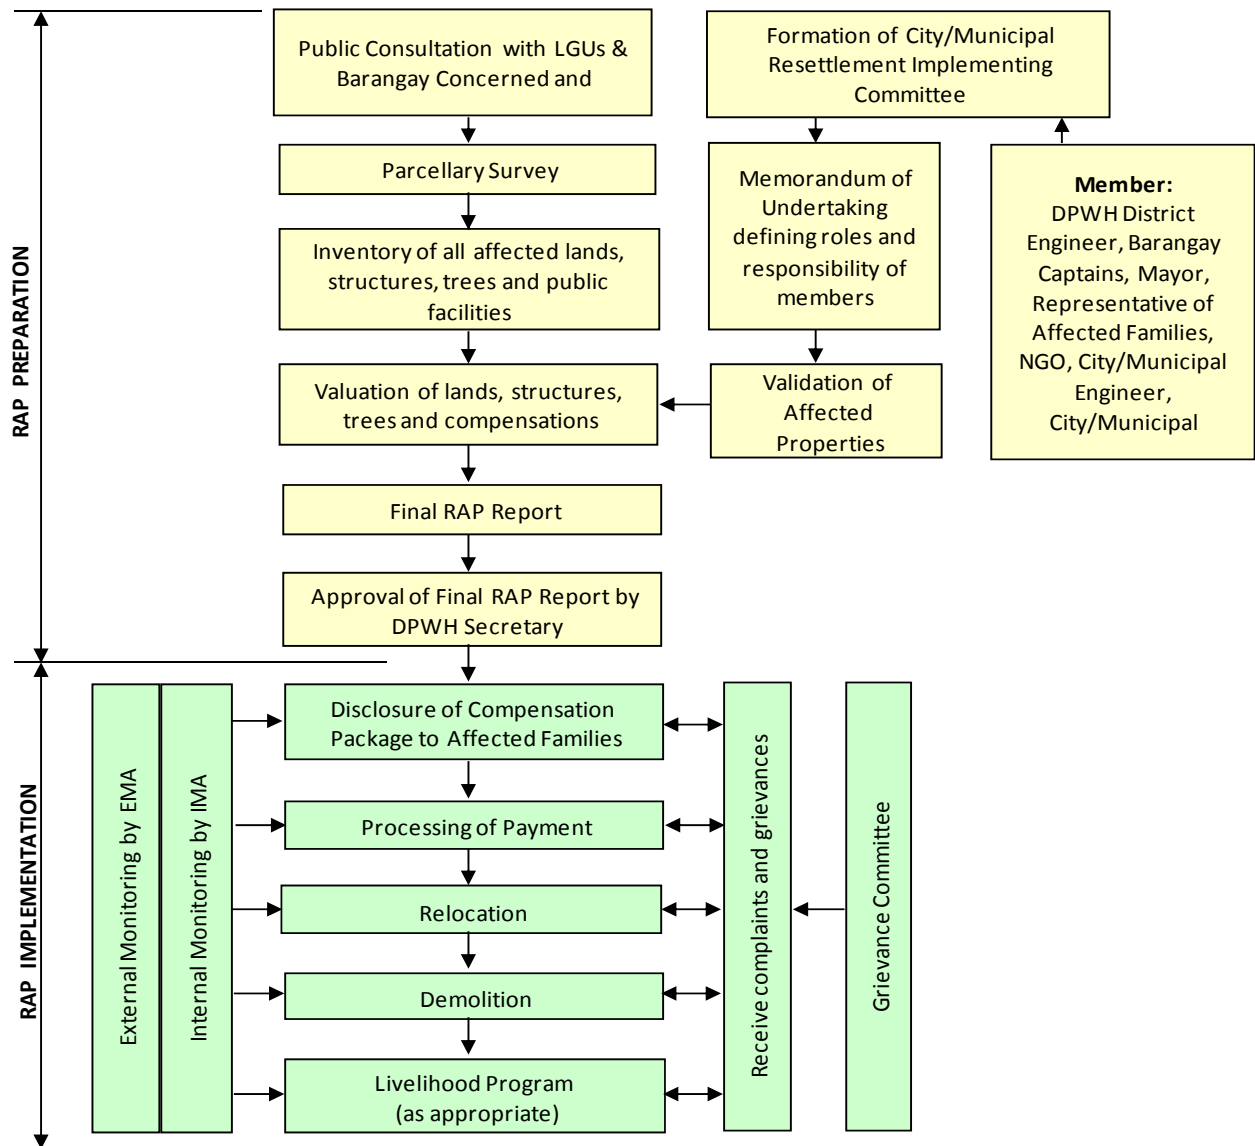 Public Consultation with LGUs &
Barangay Concerned and
Formation of City/Municipal
Resettlement Implementing
Committee
Parcellary Survey
Memorandum of
Undertaking
defining roles and
responsibility of
members
Member:
DPWH District
Engineer, Barangay
Captains, Mayor,
Representative of
Affected Families,
NGO, City/Municipal
Engineer,
City/Municipal
Inventory of all affected lands,
structures, trees and public
facilities
Valuation of lands, structures,
trees and compensations
Validation of
Affected
Properties
Final RAP Report
Approval of Final RAP Report by
DPWH Secretary
RAP PREPARATION
RAP IMPLEMENTATION
External Monitoring by EMA
Internal Monitoring by IMA
Disclosure of Compensation
Package to Affected Families
Processing of Payment
Relocation
Demolition
Livelihood Program
(as appropriate)
Receive complaints and grievances
Grievance Committee